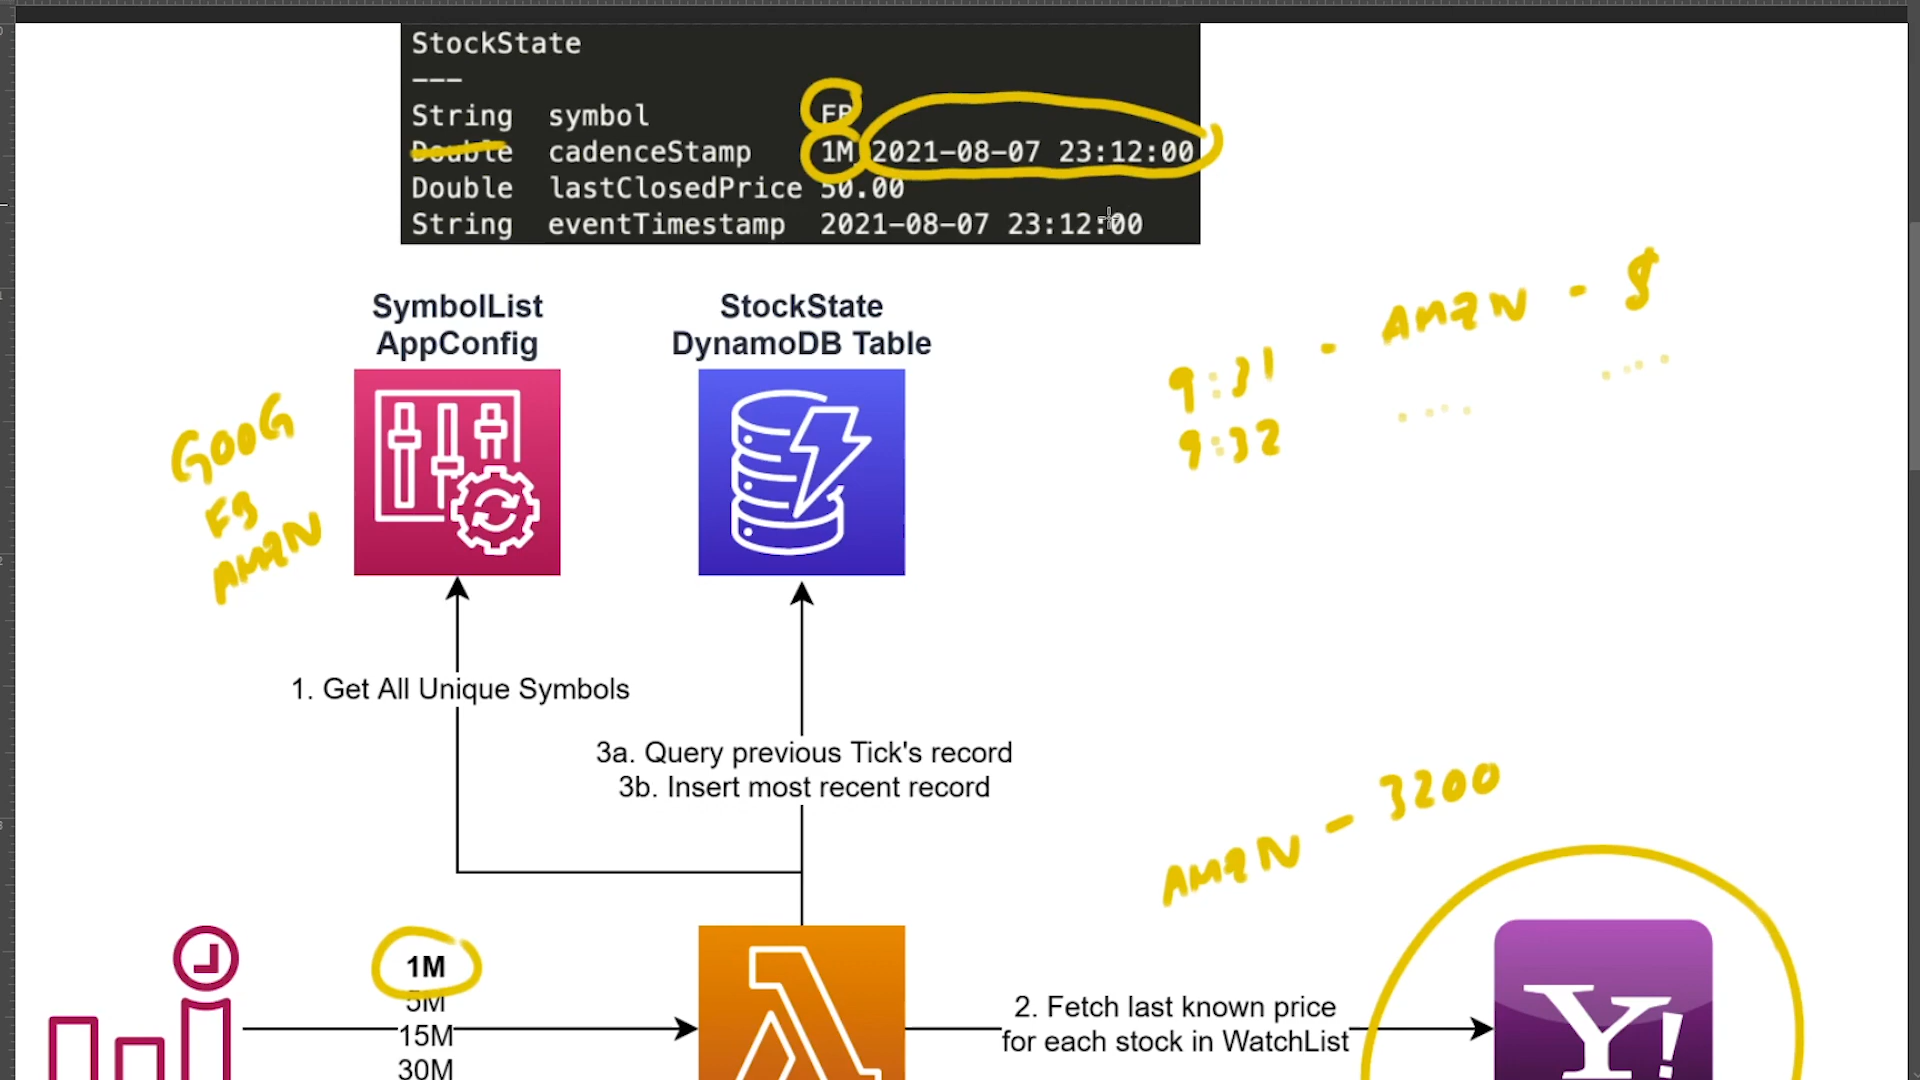 StockState
---
String symbol FB
Double cadenceStamp 1M 2021-08-07 23:12:00
Double lastClosedPrice 50.00
String eventTimestamp 2021-08-07 23:12:00
SymbolList
AppConfig
StockState
DynamoDB Table
9:31 - AMZN - $
9:32
GOOG
FB
AMZN
1. Get All Unique Symbols
3a. Query previous Tick's record
3b. Insert most recent record
AMZN - 3200
1M
5M
15M
30M
2. Fetch last known price
for each stock in WatchList
Y!